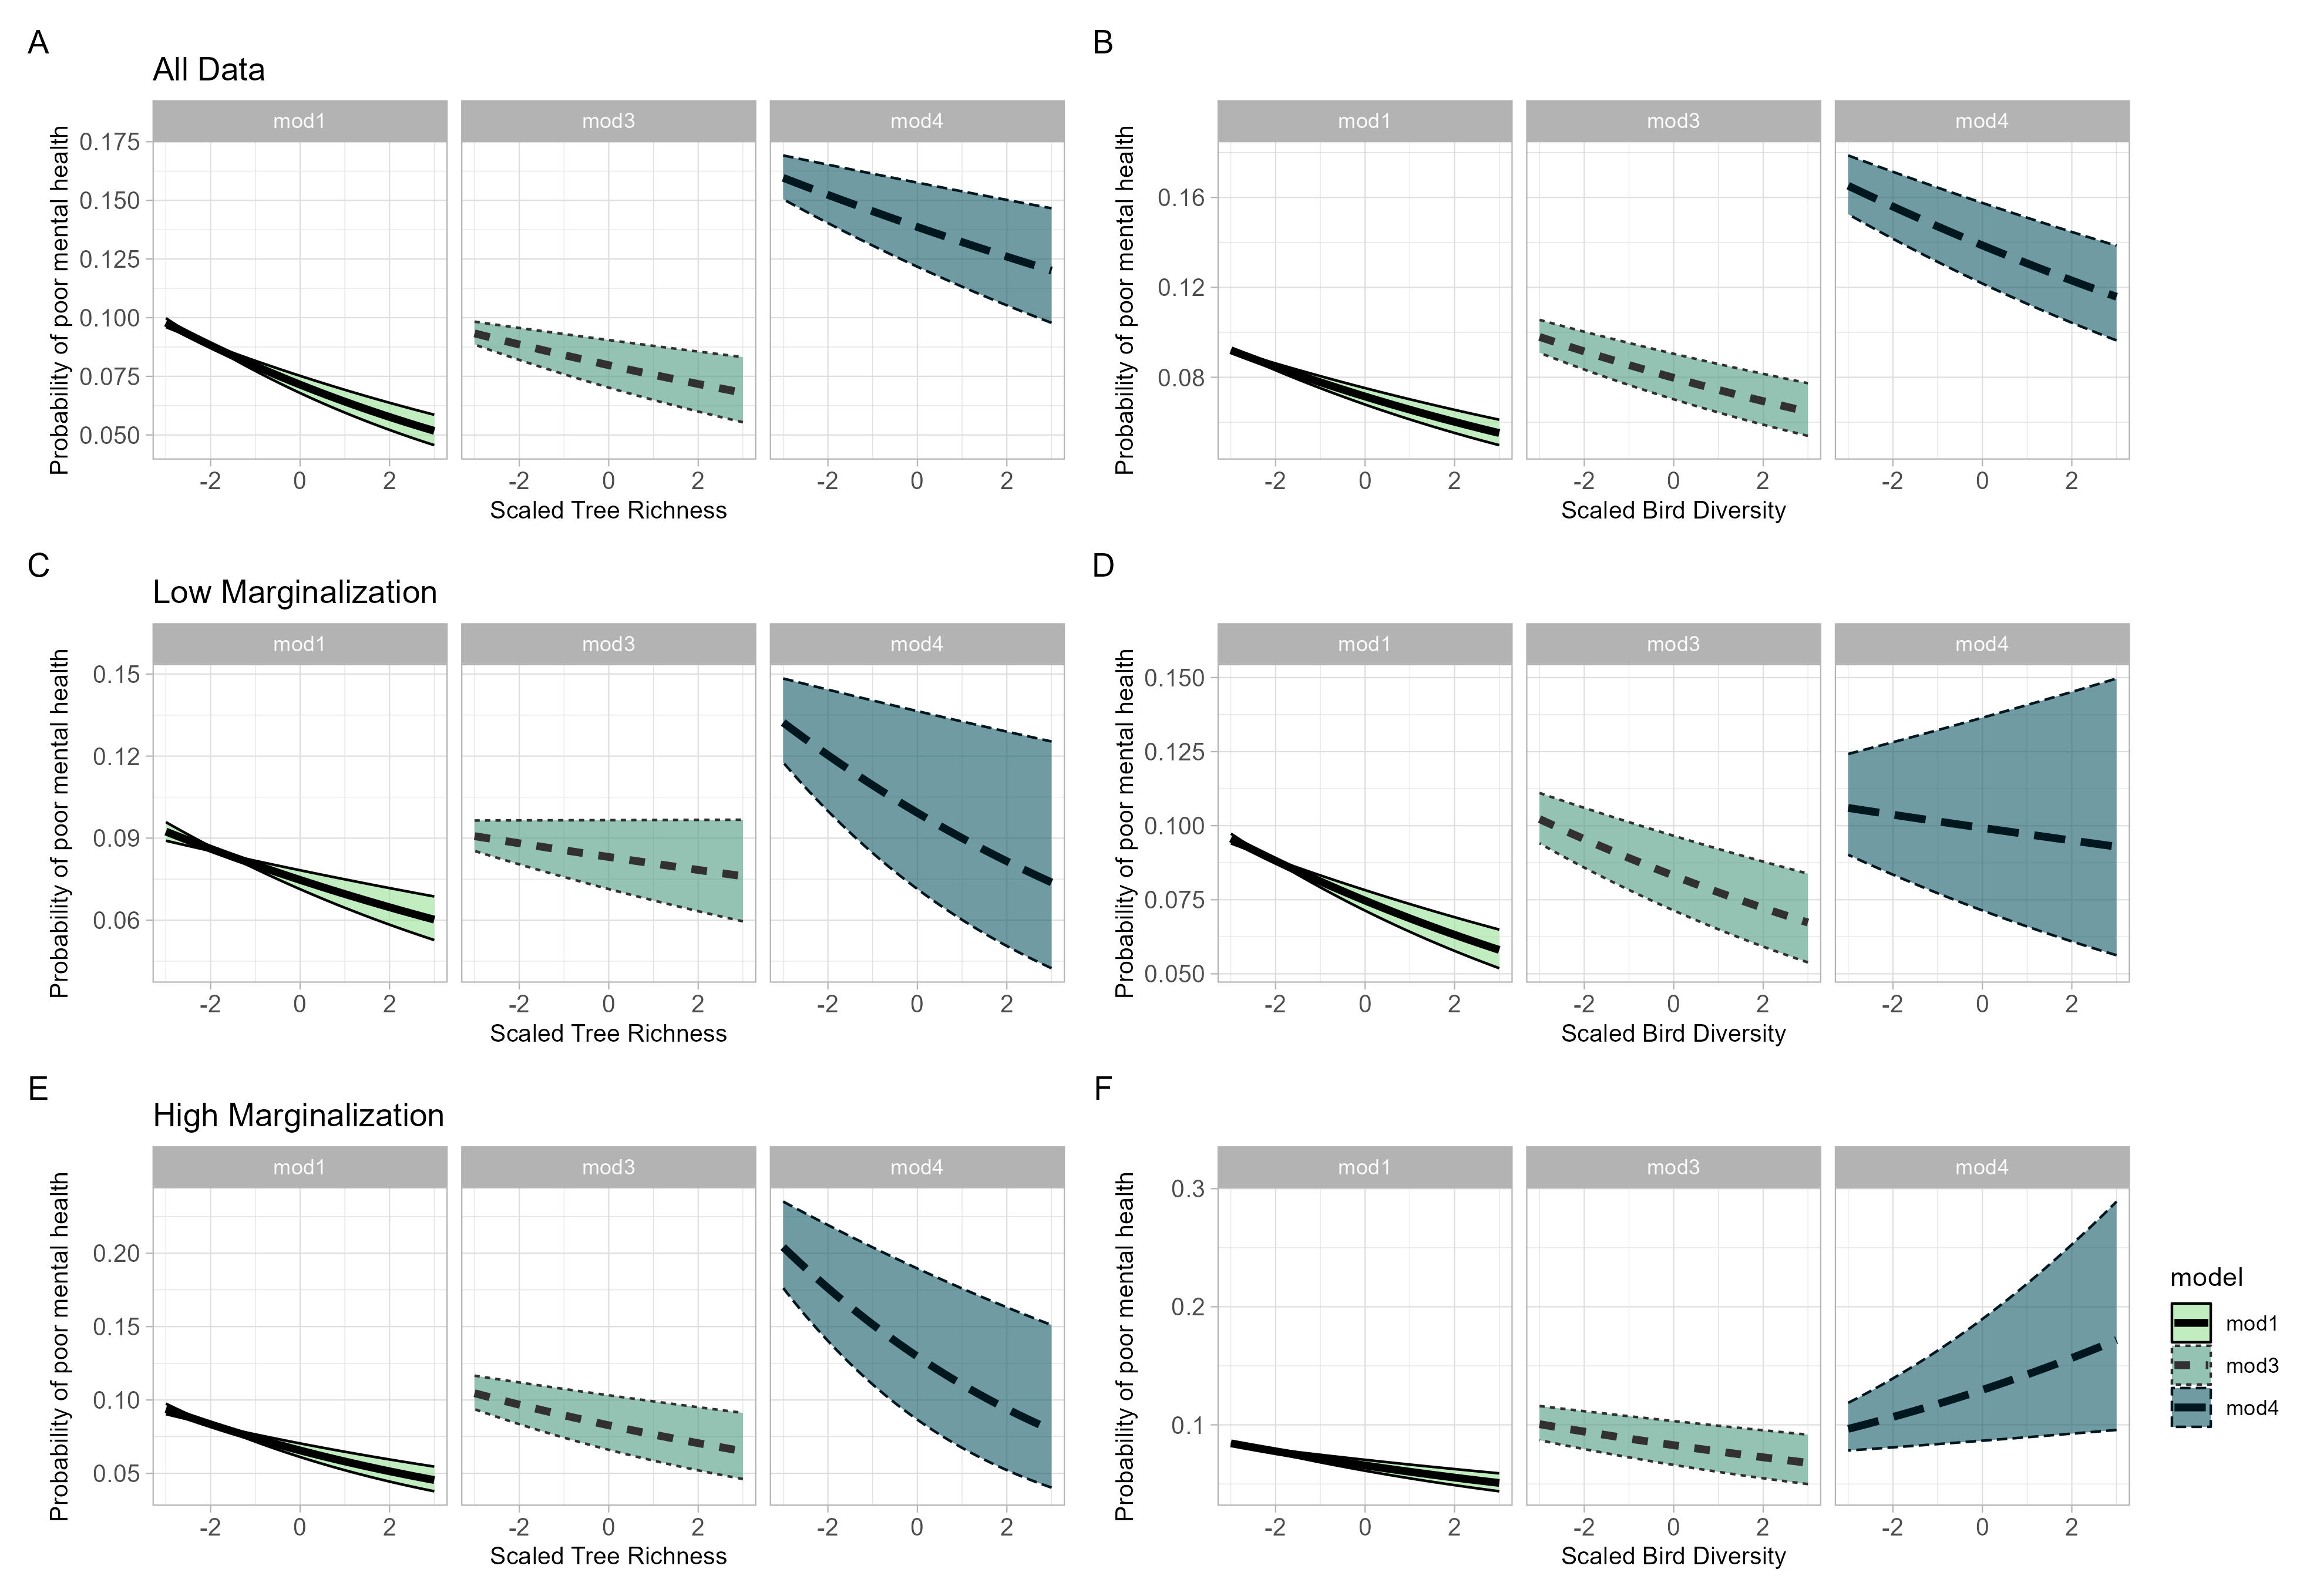 A
All Data
mod1 mod3 mod4
Probability of poor mental health
0.175
0.150
0.125
0.100
0.075
0.050
-2 0 2 -2 0 2 -2 0 2
Scaled Tree Richness
B
mod1 mod3 mod4
Probability of poor mental health
0.16
0.12
0.08
-2 0 2 -2 0 2 -2 0 2
Scaled Bird Diversity
C
Low Marginalization
mod1 mod3 mod4
Probability of poor mental health
0.15
0.12
0.09
0.06
-2 0 2 -2 0 2 -2 0 2
Scaled Tree Richness
D
mod1 mod3 mod4
Probability of poor mental health
0.150
0.125
0.100
0.075
0.050
-2 0 2 -2 0 2 -2 0 2
Scaled Bird Diversity
E
High Marginalization
mod1 mod3 mod4
Probability of poor mental health
0.20
0.15
0.10
0.05
-2 0 2 -2 0 2 -2 0 2
Scaled Tree Richness
F
mod1 mod3 mod4
Probability of poor mental health
0.3
0.2
0.1
-2 0 2 -2 0 2 -2 0 2
Scaled Bird Diversity
model
mod1
mod3
mod4